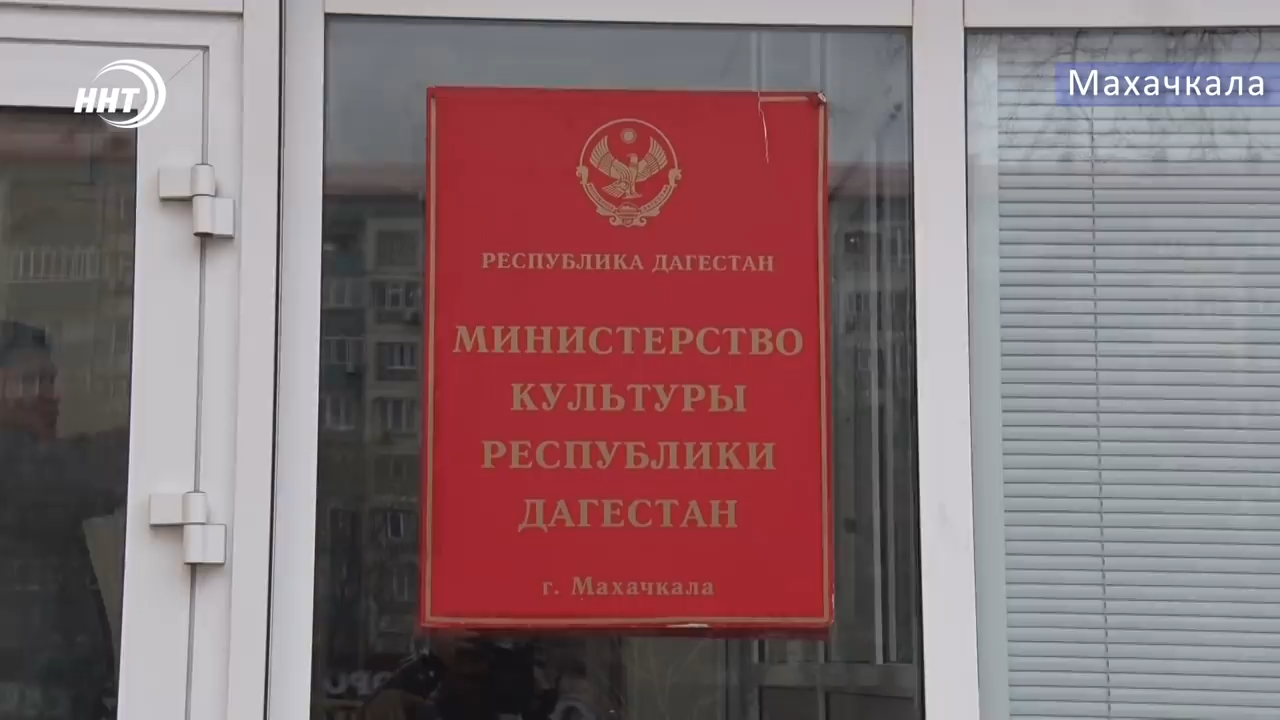 ННТ
Махачкала
РЕСПУБЛИКА ДАГЕСТАН
МИНИСТЕРСТВО
КУЛЬТУРЫ
РЕСПУБЛИКИ
ДАГЕСТАН
г. Махачкала